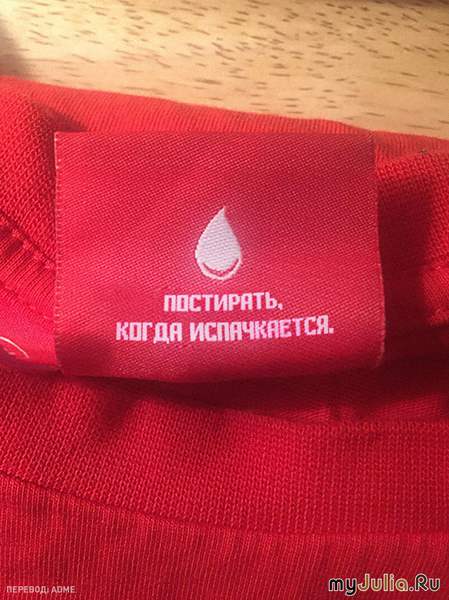 ПОСТИРАТЬ,
КОГДА ИСПАЧКАЕТСЯ.
ПЕРЕВОД: ADME
myJulia.Ru